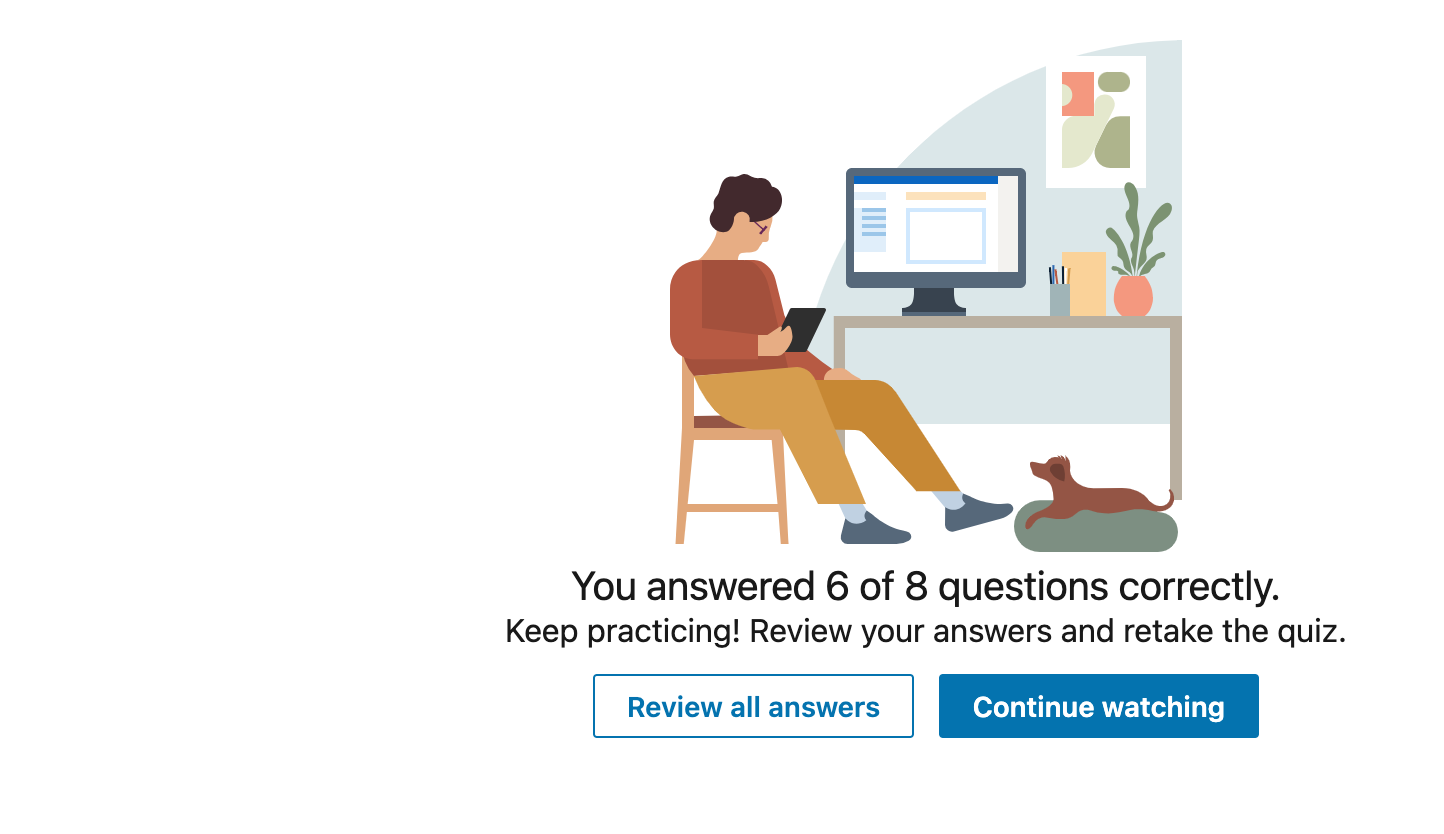 You answered 6 of 8 questions correctly.
Keep practicing! Review your answers and retake the quiz.
Review all answers
Continue watching